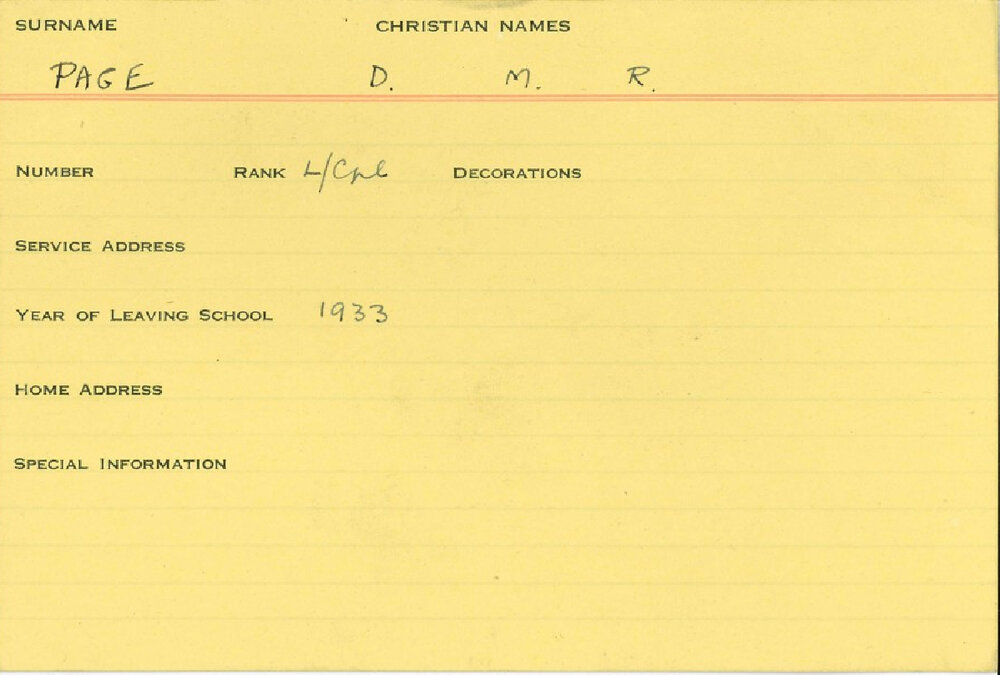 SURNAME CHRISTIAN NAMES
PAGE D. M. R.
NUMBER RANK L/Cpl DECORATIONS
SERVICE ADDRESS
YEAR OF LEAVING SCHOOL 1933
HOME ADDRESS
SPECIAL INFORMATION